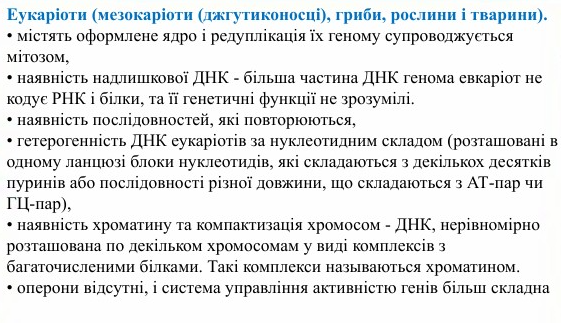 Еукаріоти (мезокаріоти (джгутиконосці), гриби, рослини і тварини).
• містять оформлене ядро і редуплікація їх геному супроводжується
мітозом,
• наявність надлишкової ДНК - більша частина ДНК генома евкаріот не
кодує РНК і білки, та її генетичні функції не зрозумілі.
• наявність послідовностей, які повторюються,
• гетерогенність ДНК еукаріотів за нуклеотидним складом (розташовані в
одному ланцюзі блоки нуклеотидів, які складаються з декількох десятків
пуринів або послідовності різної довжини, що складаються з АТ-пар чи
ГЦ-пар),
• наявність хроматину та компактизація хромосом - ДНК, нерівномірно
розташована по декільком хромосомам у виді комплексів з
багаточисленими білками. Такі комплекси називаються хроматином.
• оперони відсутні, і система управління активністю генів більш складна